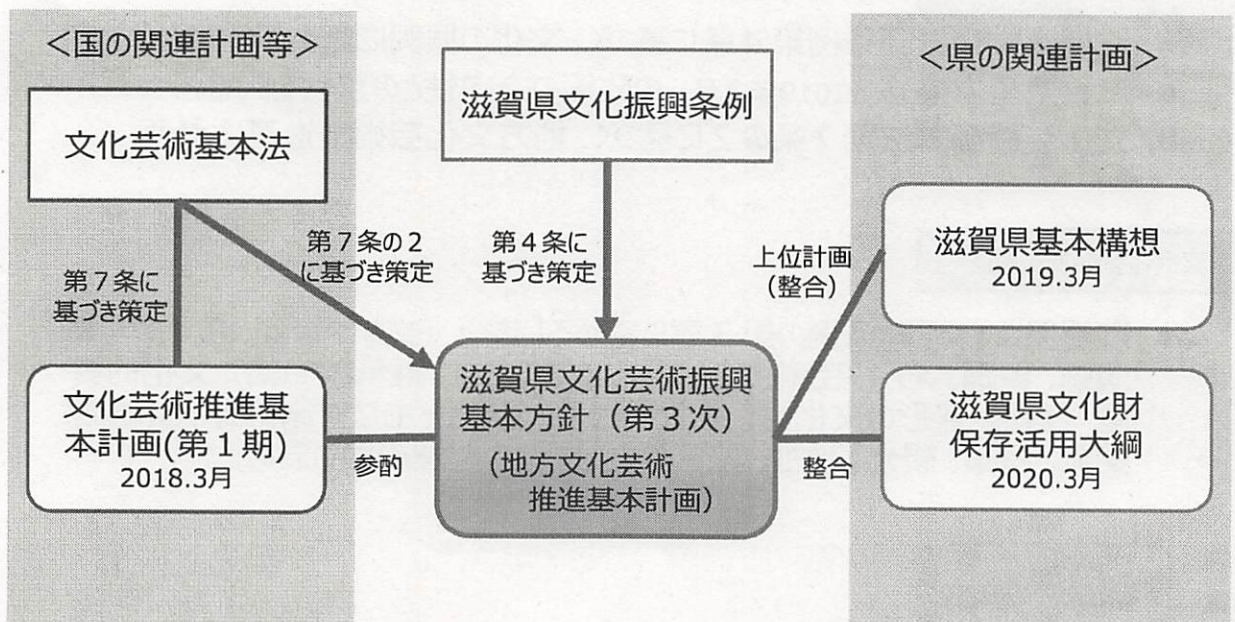 <国の関連計画等>
文化芸術基本法
第7条に
基づき策定
第7条の2
に基づき策定
文化芸術推進基
本計画(第1期)
2018.3月
参酌
滋賀県文化振興条例
第4条に
基づき策定
滋賀県文化芸術振興
基本方針（第3次）
（地方文化芸術
推進基本計画）
<県の関連計画>
上位計画
（整合）
滋賀県基本構想
2019.3月
整合
滋賀県文化財
保存活用大綱
2020.3月